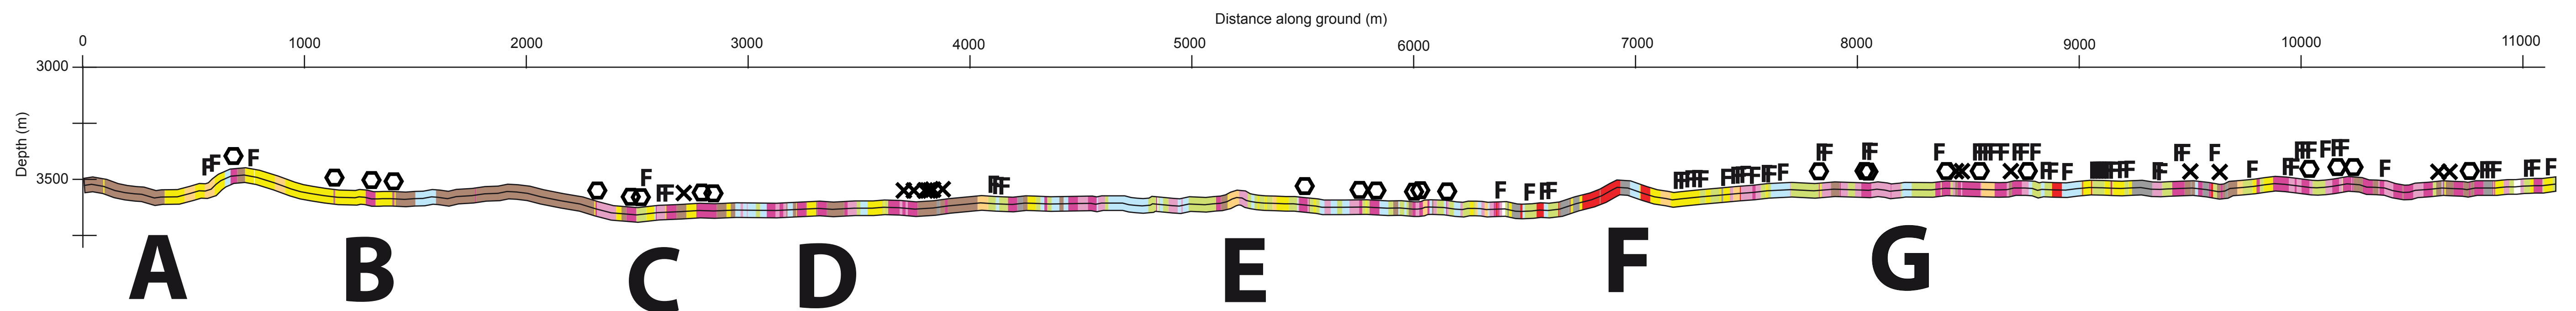 Distance along ground (m)
0 1000 2000 3000 4000 5000 6000 7000 8000 9000 10000 11000
3000
Depth (m)
3500
F F F F F F F F F F F F F
A B C D E F G